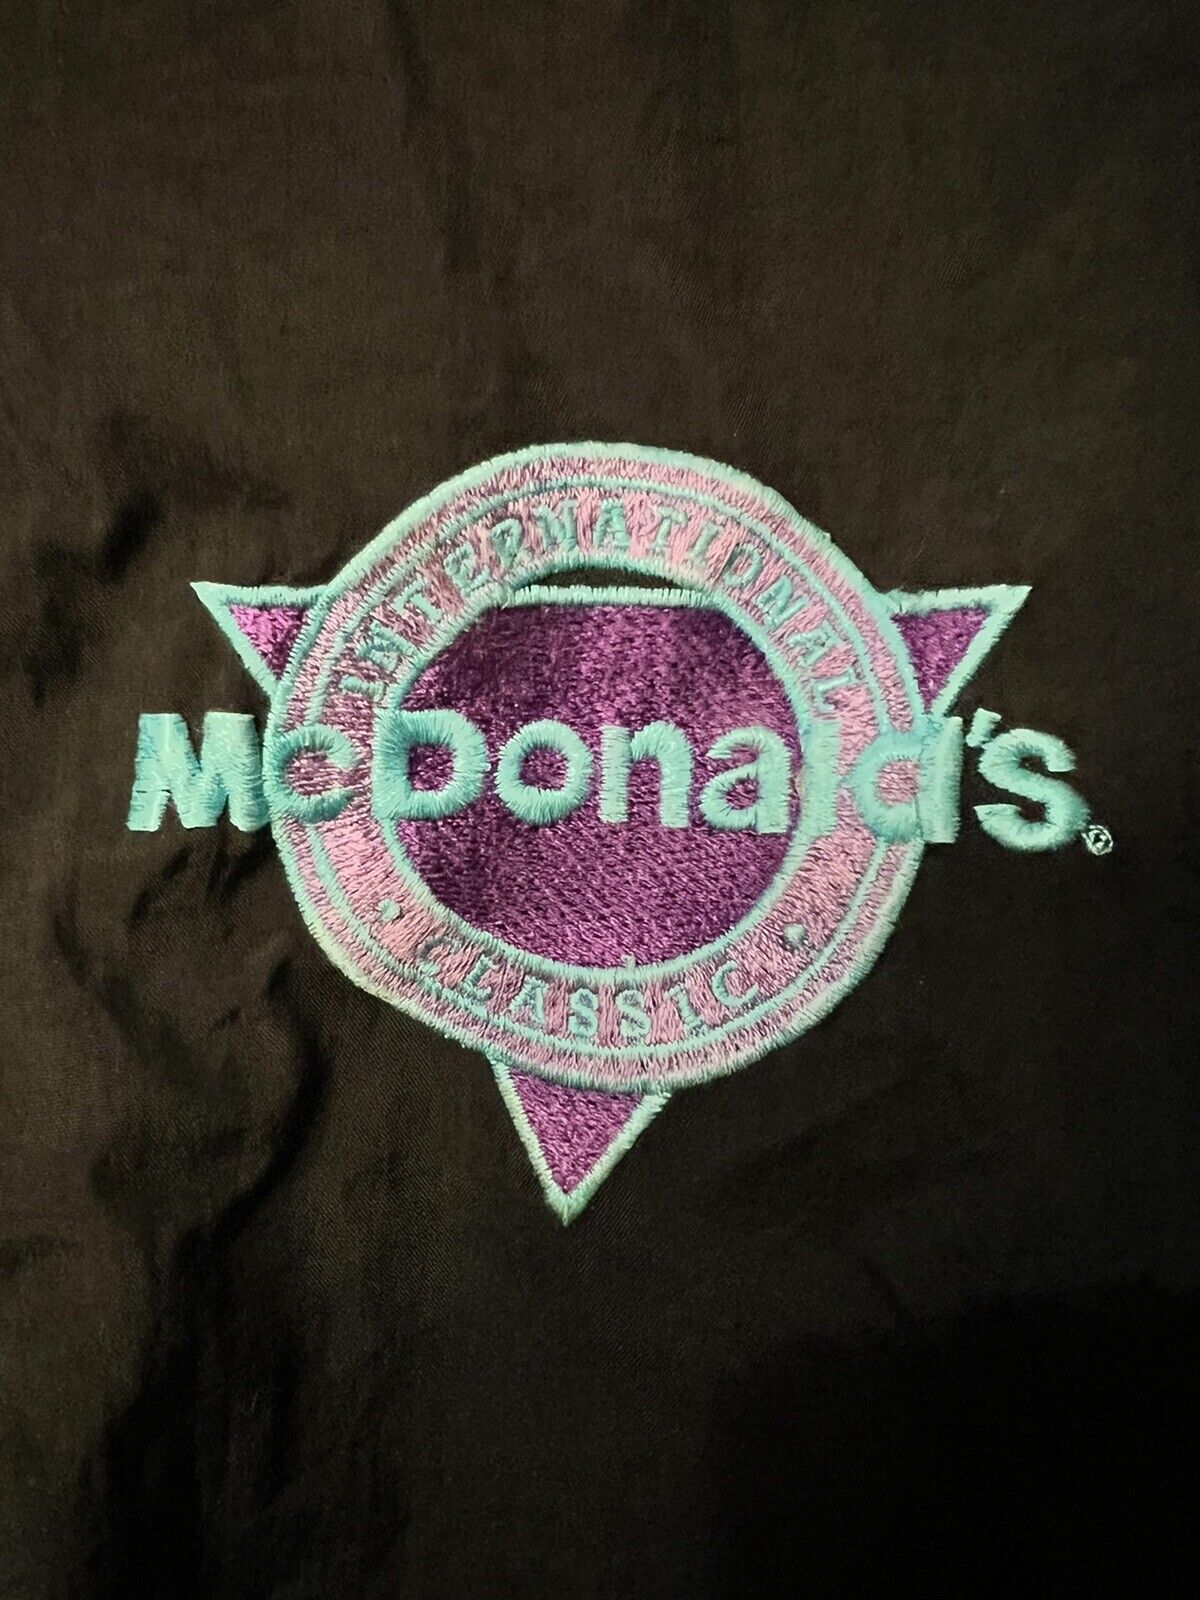 INTERNATIONAL
McDonald's®
• CLASSIC •